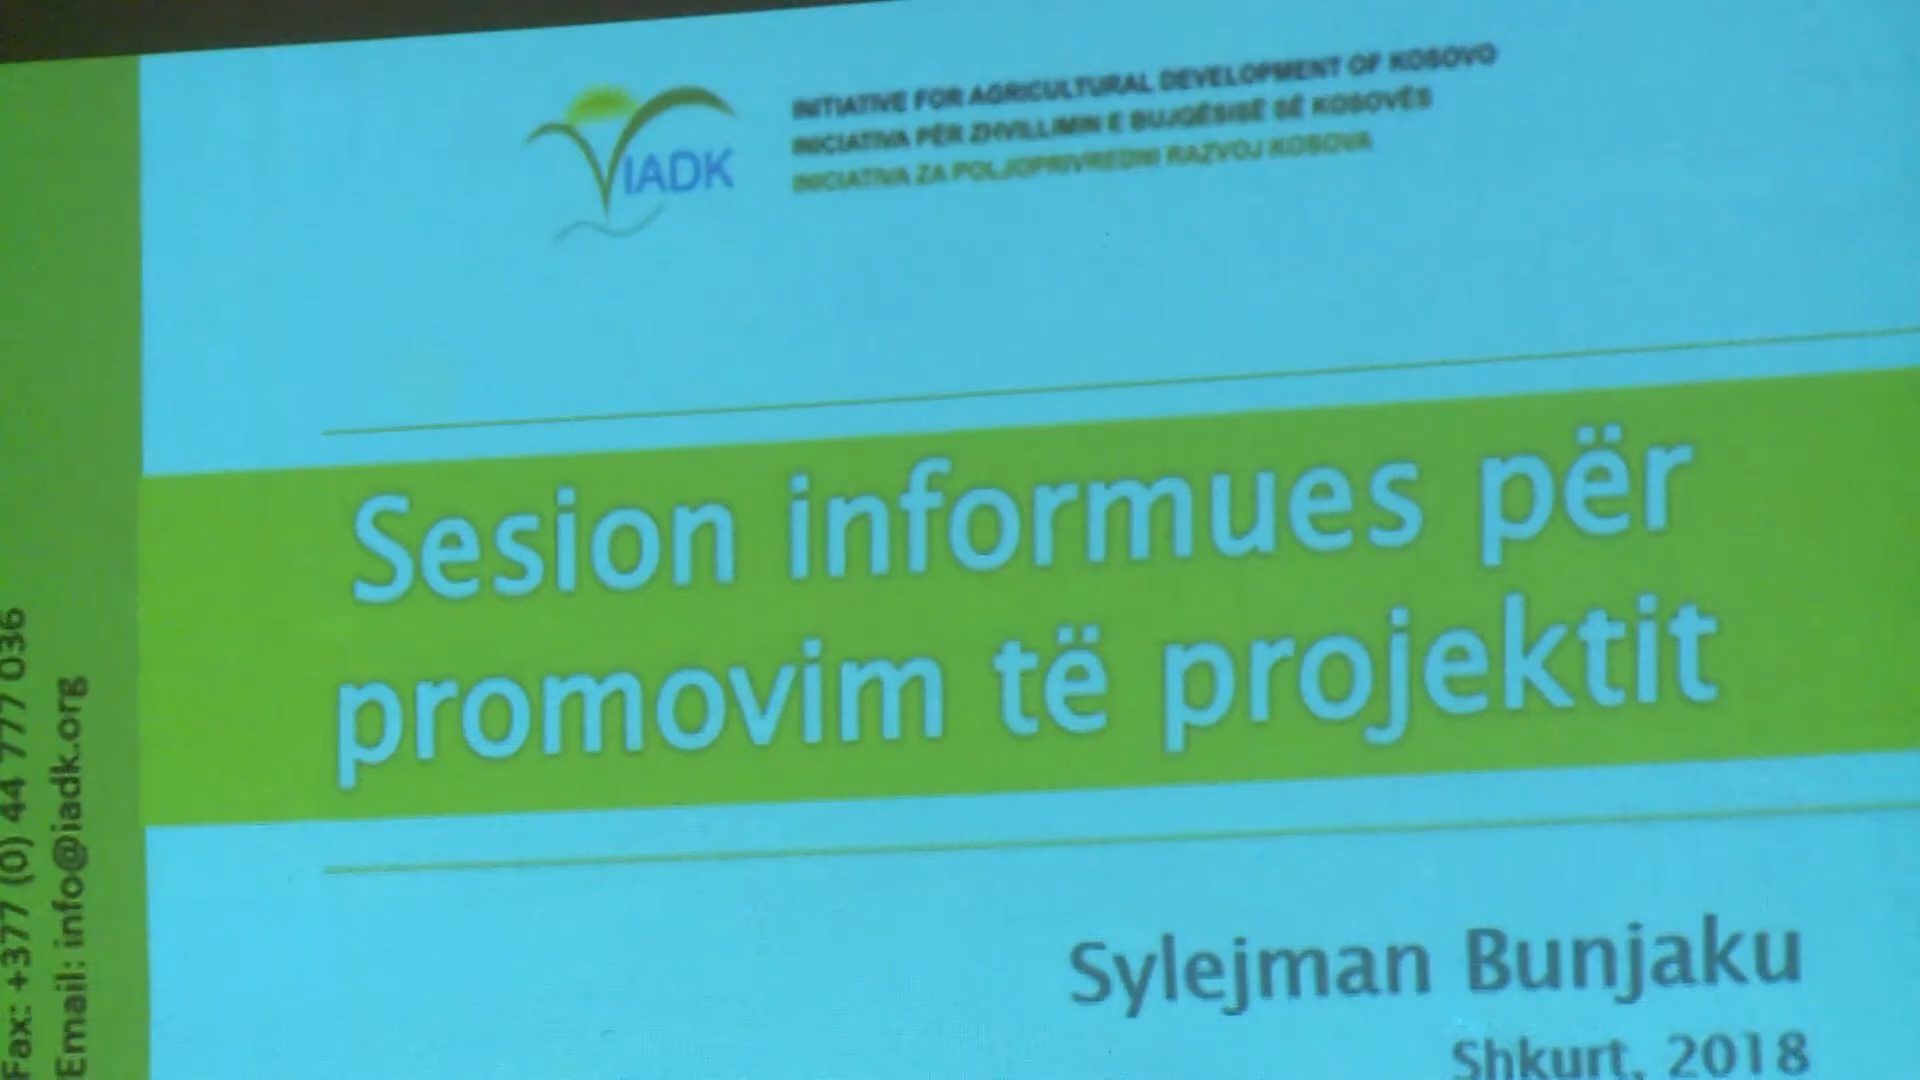 IADK
INITIATIVE FOR AGRICULTURAL DEVELOPMENT OF KOSOVO
INICIATIVA PËR ZHVILLIMIN E BUJQËSISË SË KOSOVËS
INICIATIVA ZA POLJOPRIVREDNI RAZVOJ KOSOVA
Sesion informues për
promovim të projektit
Sylejman Bunjaku
Shkurt, 2018
Fax: +377 (0) 44 777 036
Email: info@iadk.org